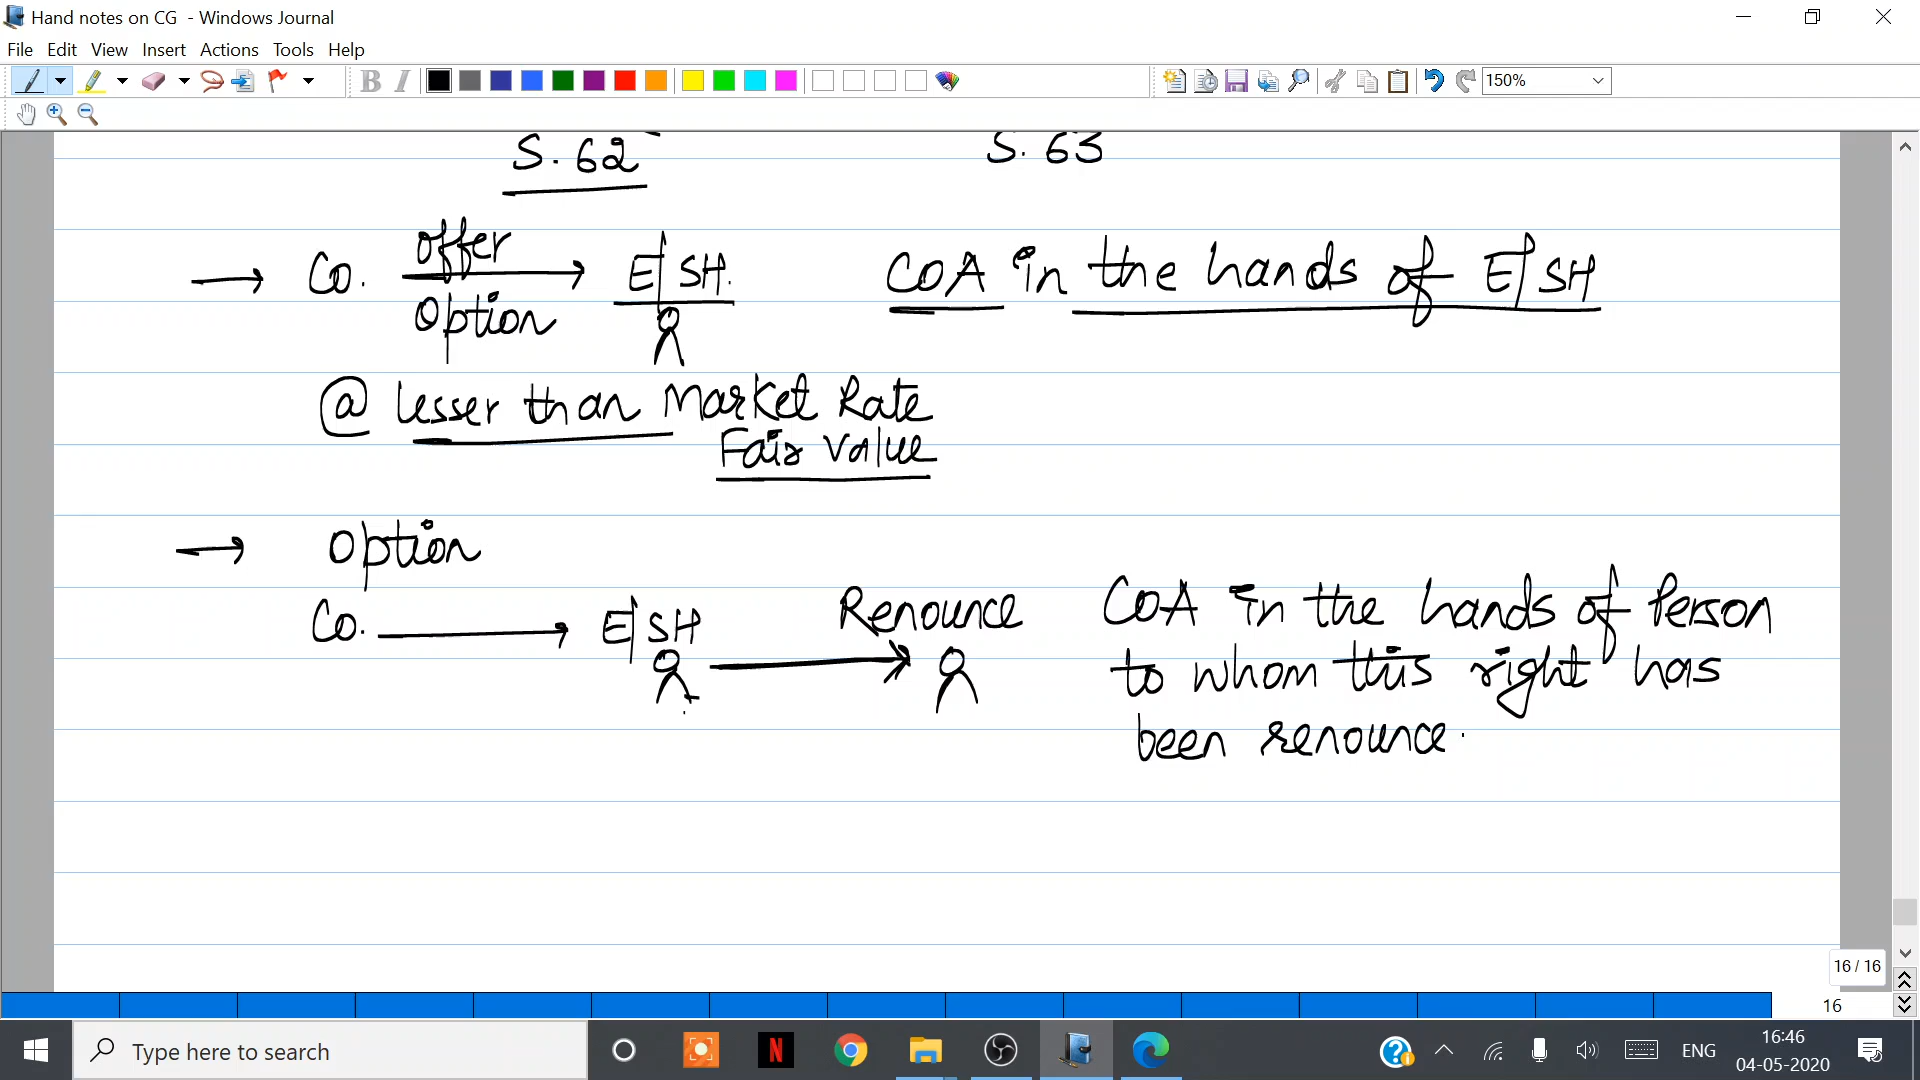 Hand notes on CG - Windows Journal
File Edit View Insert Actions Tools Help
B I 150%
S. 62 S. 63
→ Co. offer → E/SH. COA in the hands of E/SH
Option
@ lesser than Market Rate
Fair Value
→ Option
Co. → E/SH Renounce COA in the hands of Person
to whom this right has
been renounce.
16 / 16
16
Type here to search
N
ENG
16:46
04-05-2020